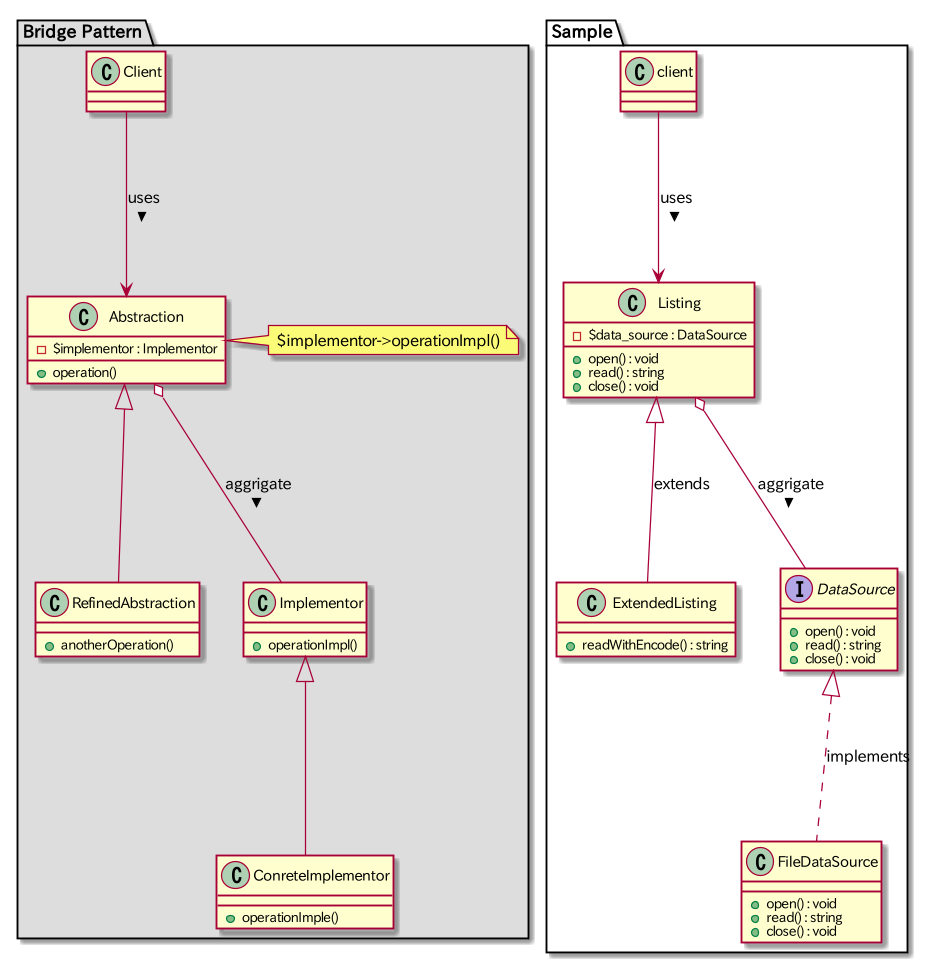 Bridge Pattern
C Client
uses
▼
C Abstraction
$implementor : Implementor
operation()
$implementor->operationImpl()
aggrigate
▼
C RefinedAbstraction
anotherOperation()
C Implementor
operationImpl()
C ConreteImplementor
operationImple()
Sample
C client
uses
▼
C Listing
$data_source : DataSource
open() : void
read() : string
close() : void
extends
aggrigate
▼
C ExtendedListing
readWithEncode() : string
I DataSource
open() : void
read() : string
close() : void
implements
C FileDataSource
open() : void
read() : string
close() : void